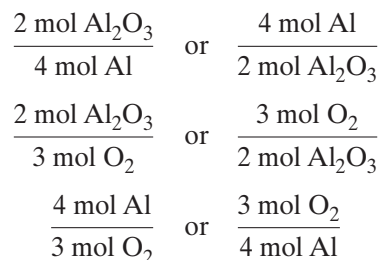 2 mol Al₂O₃ / 4 mol Al or 4 mol Al / 2 mol Al₂O₃
2 mol Al₂O₃ / 3 mol O₂ or 3 mol O₂ / 2 mol Al₂O₃
4 mol Al / 3 mol O₂ or 3 mol O₂ / 4 mol Al